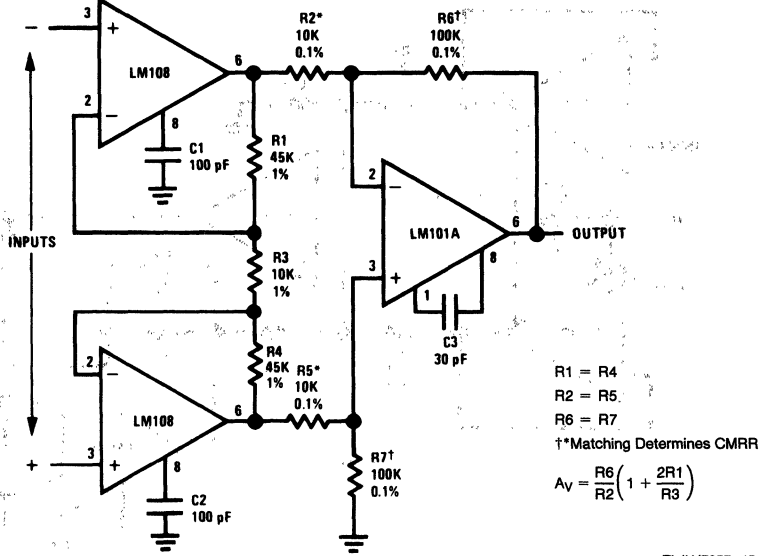 R2*
10K
0.1%
R6†
100K
0.1%
3
+
−
LM108
6
2
−
8
C1
100 pF
R1
45K
1%
2
−
LM101A
6
OUTPUT
3
+
1
8
C3
30 pF
INPUTS
R3
10K
1%
R4
45K
1%
R5*
10K
0.1%
2
−
LM108
6
3
+
+
8
C2
100 pF
R7†
100K
0.1%
R1 = R4
R2 = R5
R6 = R7
†*Matching Determines CMRR
AV = R6/R2 (1 + 2R1/R3)